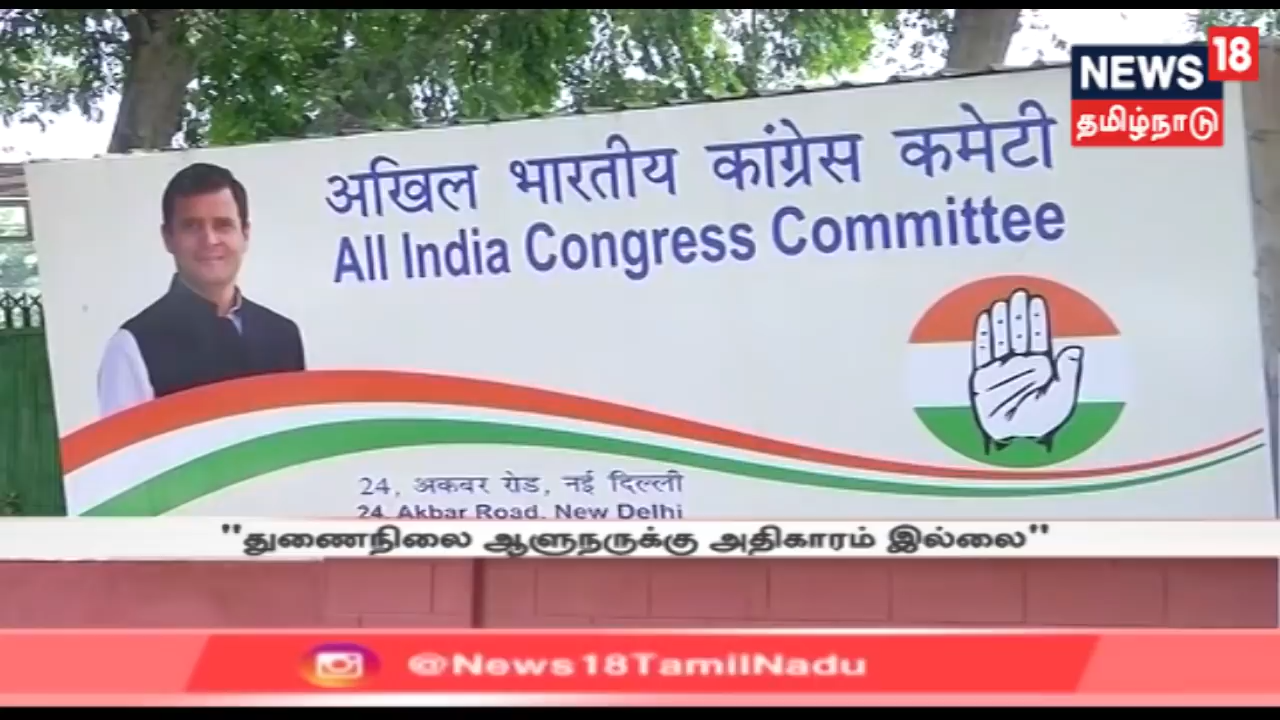 NEWS 18
தமிழ்நாடு
अखिल भारतीय कांग्रेस कमेटी
All India Congress Committee
24, अकबर रोड, नई दिल्ली
24, Akbar Road, New Delhi
"துணைநிலை ஆளுநருக்கு அதிகாரம் இல்லை"
@News18TamilNadu